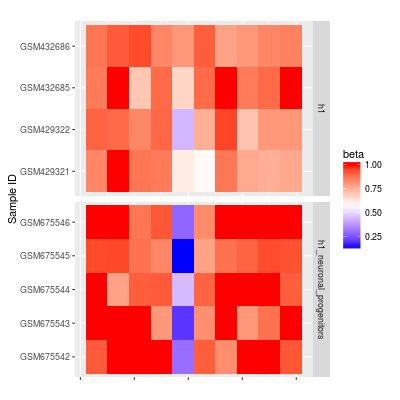 GSM432686
GSM432685
GSM429322
GSM429321
h1
GSM675546
GSM675545
GSM675544
GSM675543
GSM675542
h1_neuronal_progenitors
Sample ID
beta
1.00
0.75
0.50
0.25